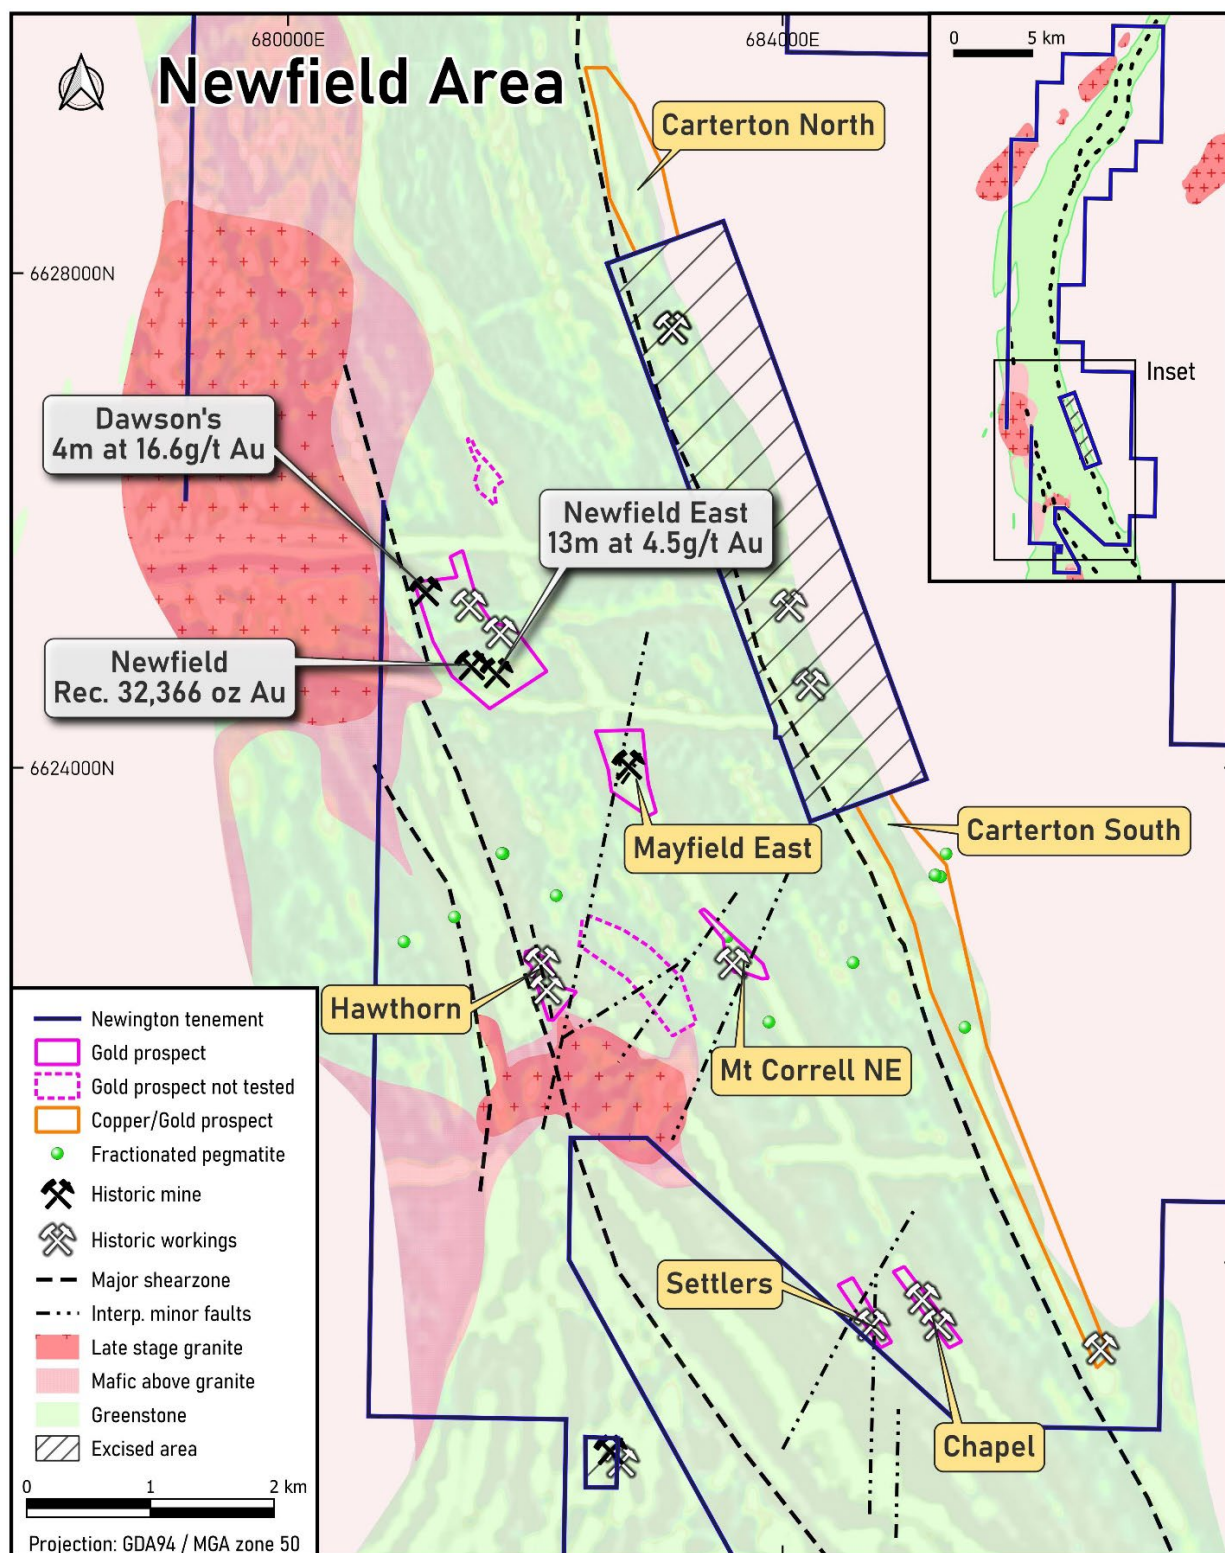 680000E
684000E
Newfield Area
0 5 km
Carterton North
6628000N
Inset
Dawson's
4m at 16.6g/t Au
Newfield East
13m at 4.5g/t Au
Newfield
Rec. 32,366 oz Au
6624000N
Carterton South
Mayfield East
Hawthorn
Mt Correll NE
Settlers
Chapel
Newington tenement
Gold prospect
Gold prospect not tested
Copper/Gold prospect
Fractionated pegmatite
Historic mine
Historic workings
Major shearzone
Interp. minor faults
Late stage granite
Mafic above granite
Greenstone
Excised area
0 1 2 km
Projection: GDA94 / MGA zone 50